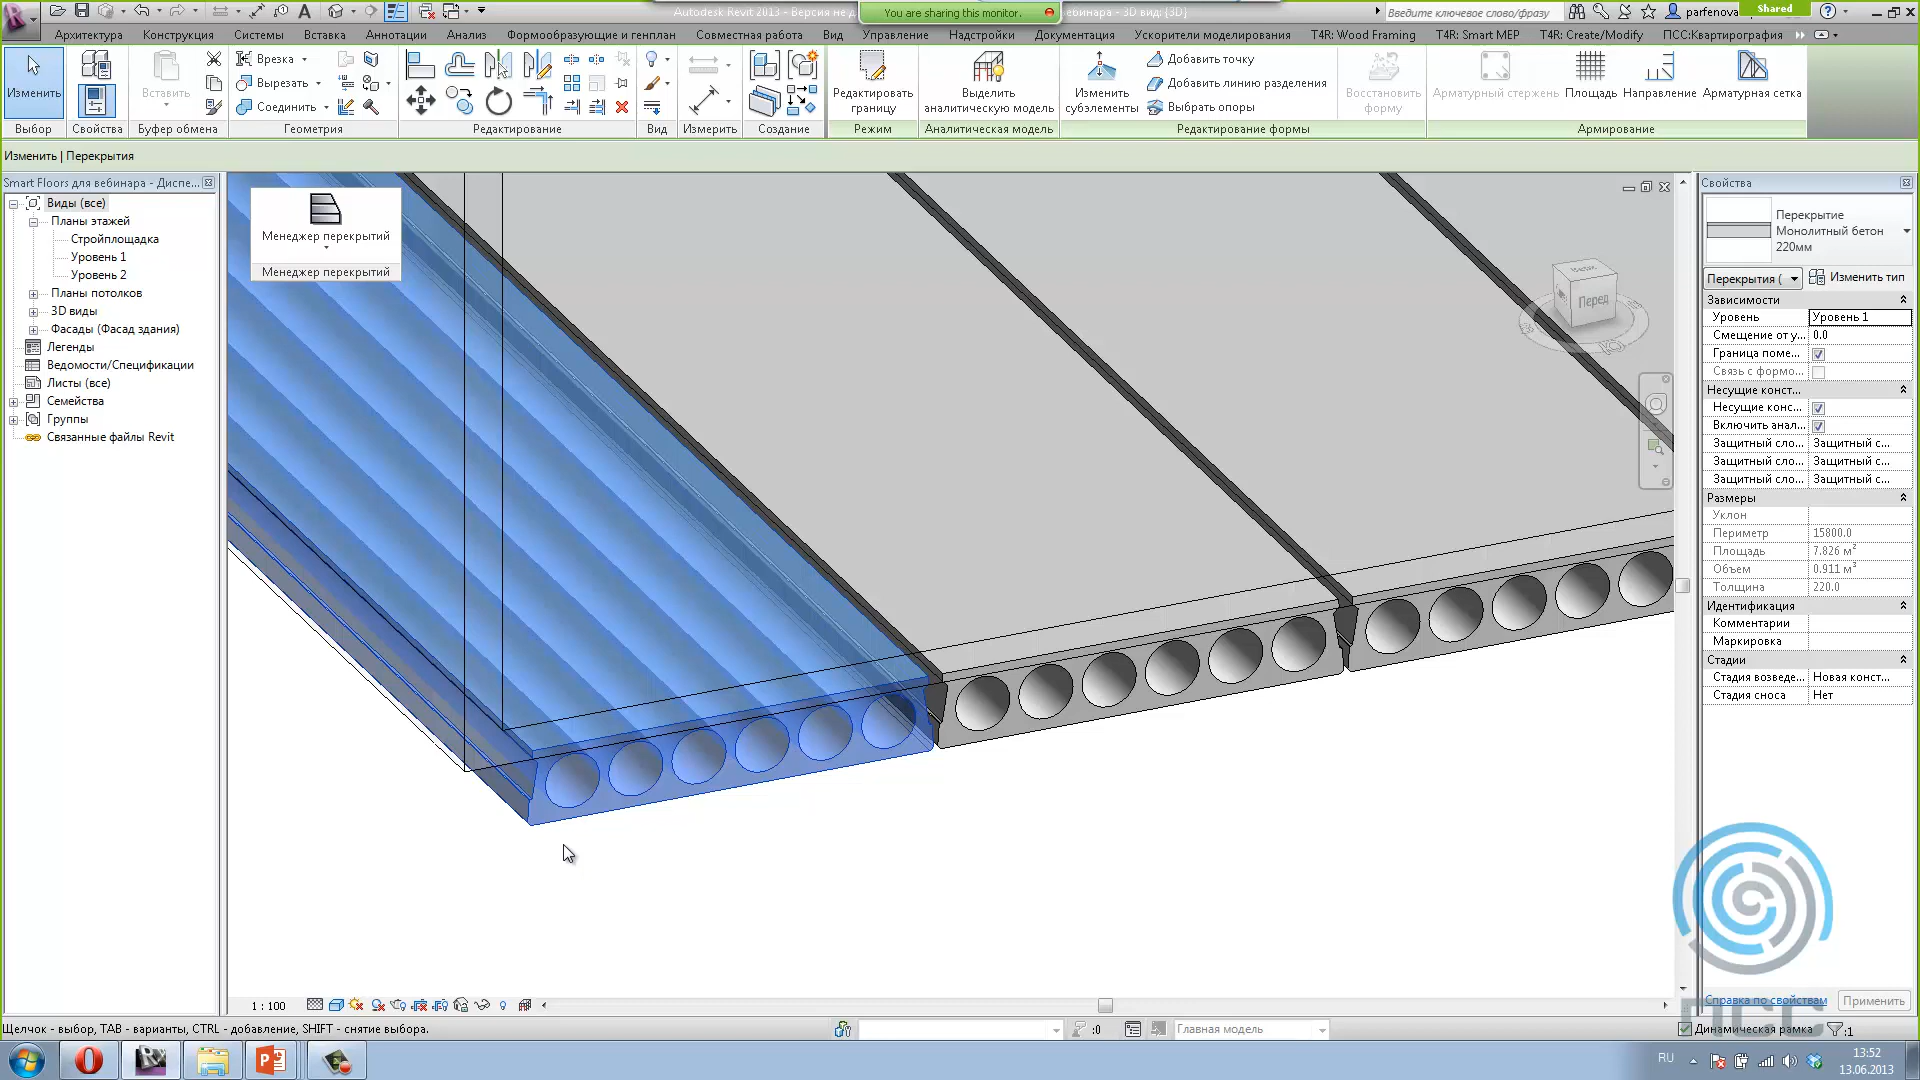 Autodesk Revit 2013 - Версия не д
You are sharing this monitor.
ебинара - 3D вид: {3D}
Введите ключевое слово/фразу
parfenova
Shared
Архитектура
Конструкция
Системы
Вставка
Аннотации
Анализ
Формообразующие и генплан
Совместная работа
Вид
Управление
Надстройки
Документация
Ускорители моделирования
T4R: Wood Framing
T4R: Smart MEP
T4R: Create/Modify
ПСС:Квартирография
Изменить
Вставить
Врезка
Вырезать
Соединить
Редактировать границу
Выделить аналитическую модель
Изменить субэлементы
Добавить точку
Добавить линию разделения
Выбрать опоры
Восстановить форму
Арматурный стержень
Площадь
Направление
Арматурная сетка
Выбор
Свойства
Буфер обмена
Геометрия
Редактирование
Вид
Измерить
Создание
Режим
Аналитическая модель
Редактирование формы
Армирование
Изменить | Перекрытия
Smart Floors для вебинара - Диспе...
Виды (все)
Планы этажей
Стройплощадка
Уровень 1
Уровень 2
Планы потолков
3D виды
Фасады (Фасад здания)
Легенды
Ведомости/Спецификации
Листы (все)
Семейства
Группы
Связанные файлы Revit
Менеджер перекрытий
Менеджер перекрытий
Перед
Свойства
Перекрытие
Монолитный бетон
220мм
Перекрытия (
Изменить тип
Зависимости
Уровень Уровень 1
Смещение от у... 0.0
Граница поме...
Связь с формо...
Несущие конст...
Несущие конс...
Включить анал...
Защитный сло... Защитный с...
Защитный сло... Защитный с...
Защитный сло... Защитный с...
Размеры
Уклон
Периметр 15800.0
Площадь 7.826 м²
Объем 0.911 м³
Толщина 220.0
Идентификация
Комментарии
Маркировка
Стадии
Стадия возведе... Новая конст...
Стадия сноса Нет
Справка по свойствам
Применить
ПСС
1 : 100
Щелчок - выбор, TAB - варианты, CTRL - добавление, SHIFT - снятие выбора.
:0
Главная модель
Динамическая рамка
:1
RU
13:52
13.06.2013